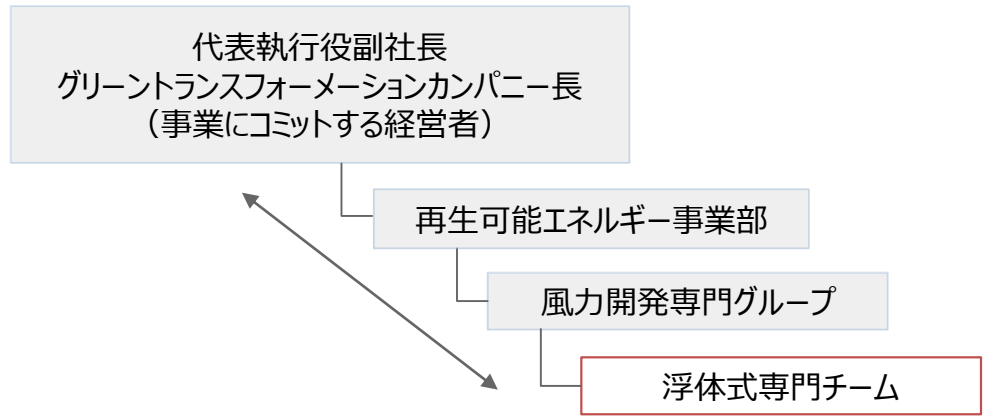 代表執行役副社長
グリーントランスフォーメーションカンパニー長
（事業にコミットする経営者）
再生可能エネルギー事業部
風力開発専門グループ
浮体式専門チーム